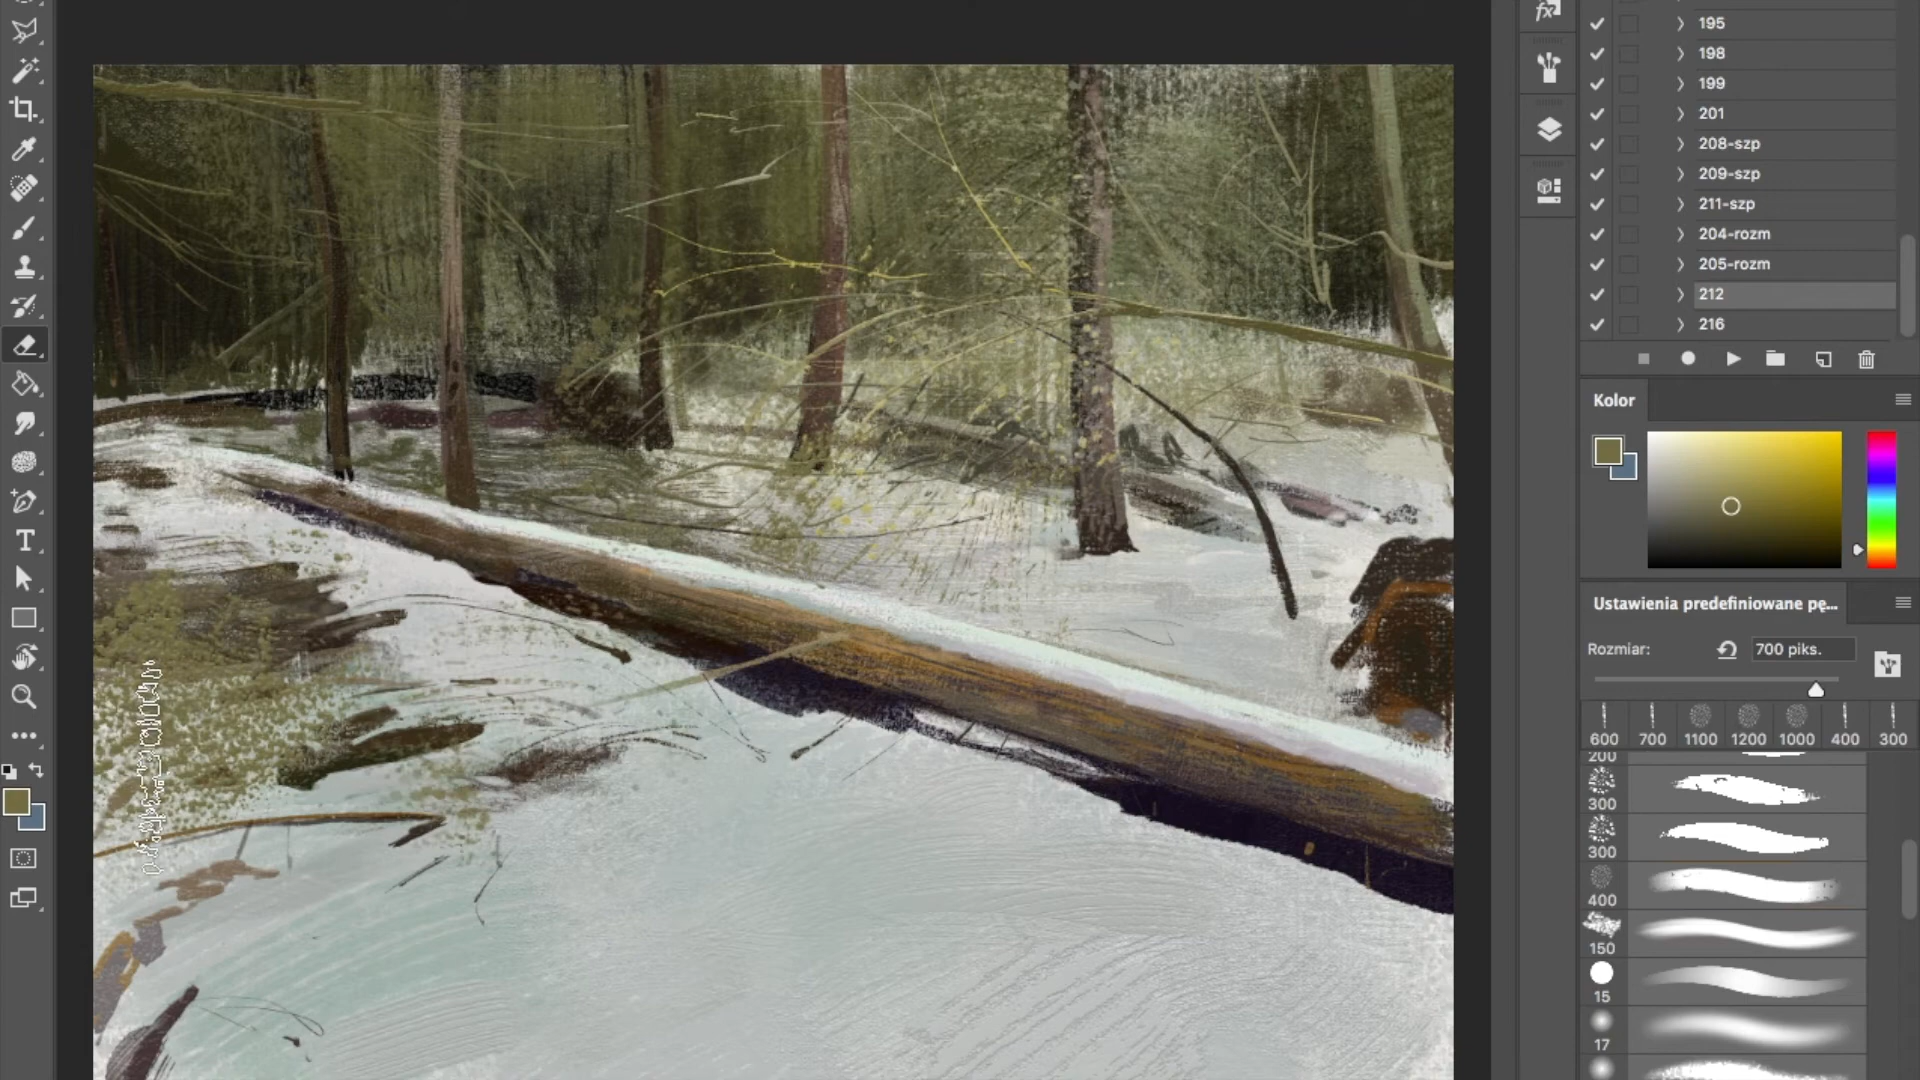 195
198
199
201
208-szp
209-szp
211-szp
204-rozm
205-rozm
212
216
Kolor
Ustawienia predefiniowane pę...
Rozmiar:
700 piks.
600 700 1100 1200 1000 400 300
200
300
300
400
150
15
17